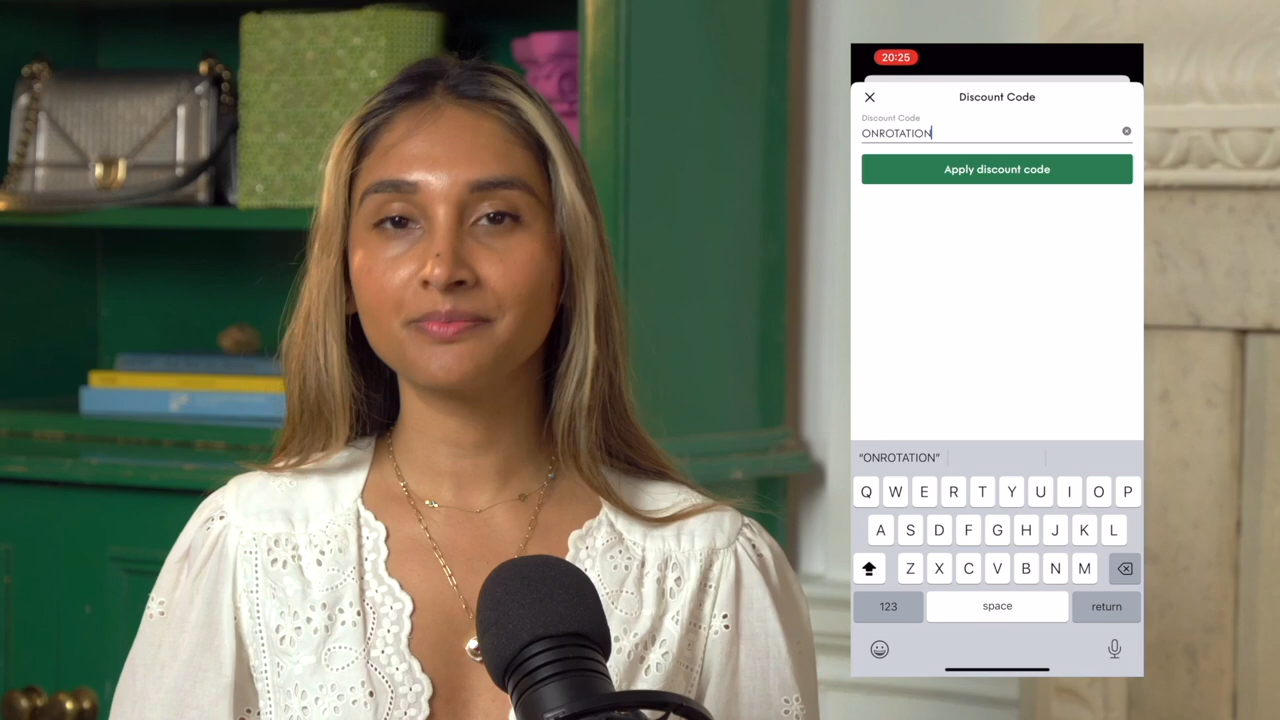 20:25
Discount Code
Discount Code
ONROTATION
Apply discount code
"ONROTATION"
Q W E R T Y U I O P
A S D F G H J K L
Z X C V B N M
123 space return